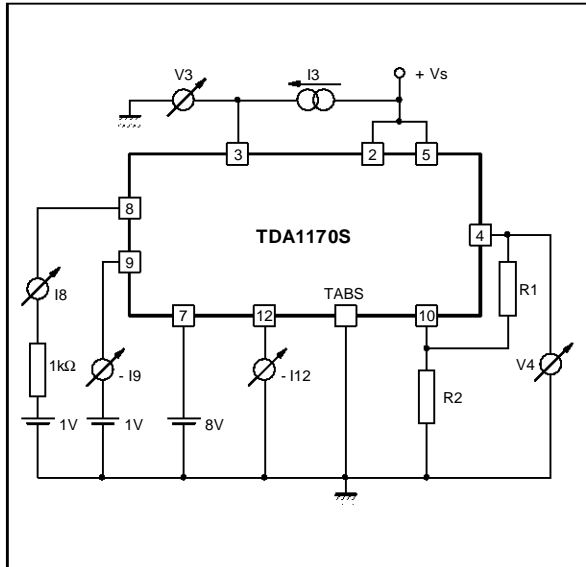 V3
I3
+ Vs
3
2
5
8
TDA1170S
4
9
I8
TABS
R1
7
12
10
1kΩ
- I9
- I12
V4
R2
1V
1V
8V